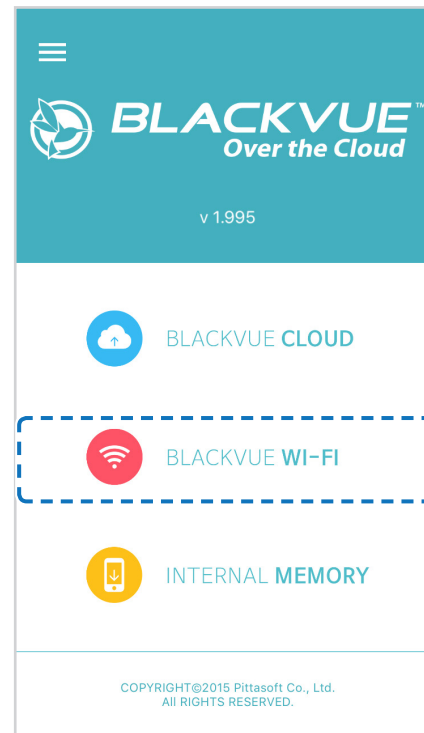 BLACKVUE™
Over the Cloud
v 1.995
BLACKVUE CLOUD
BLACKVUE WI-FI
INTERNAL MEMORY
COPYRIGHT©2015 Pittasoft Co., Ltd.
All RIGHTS RESERVED.